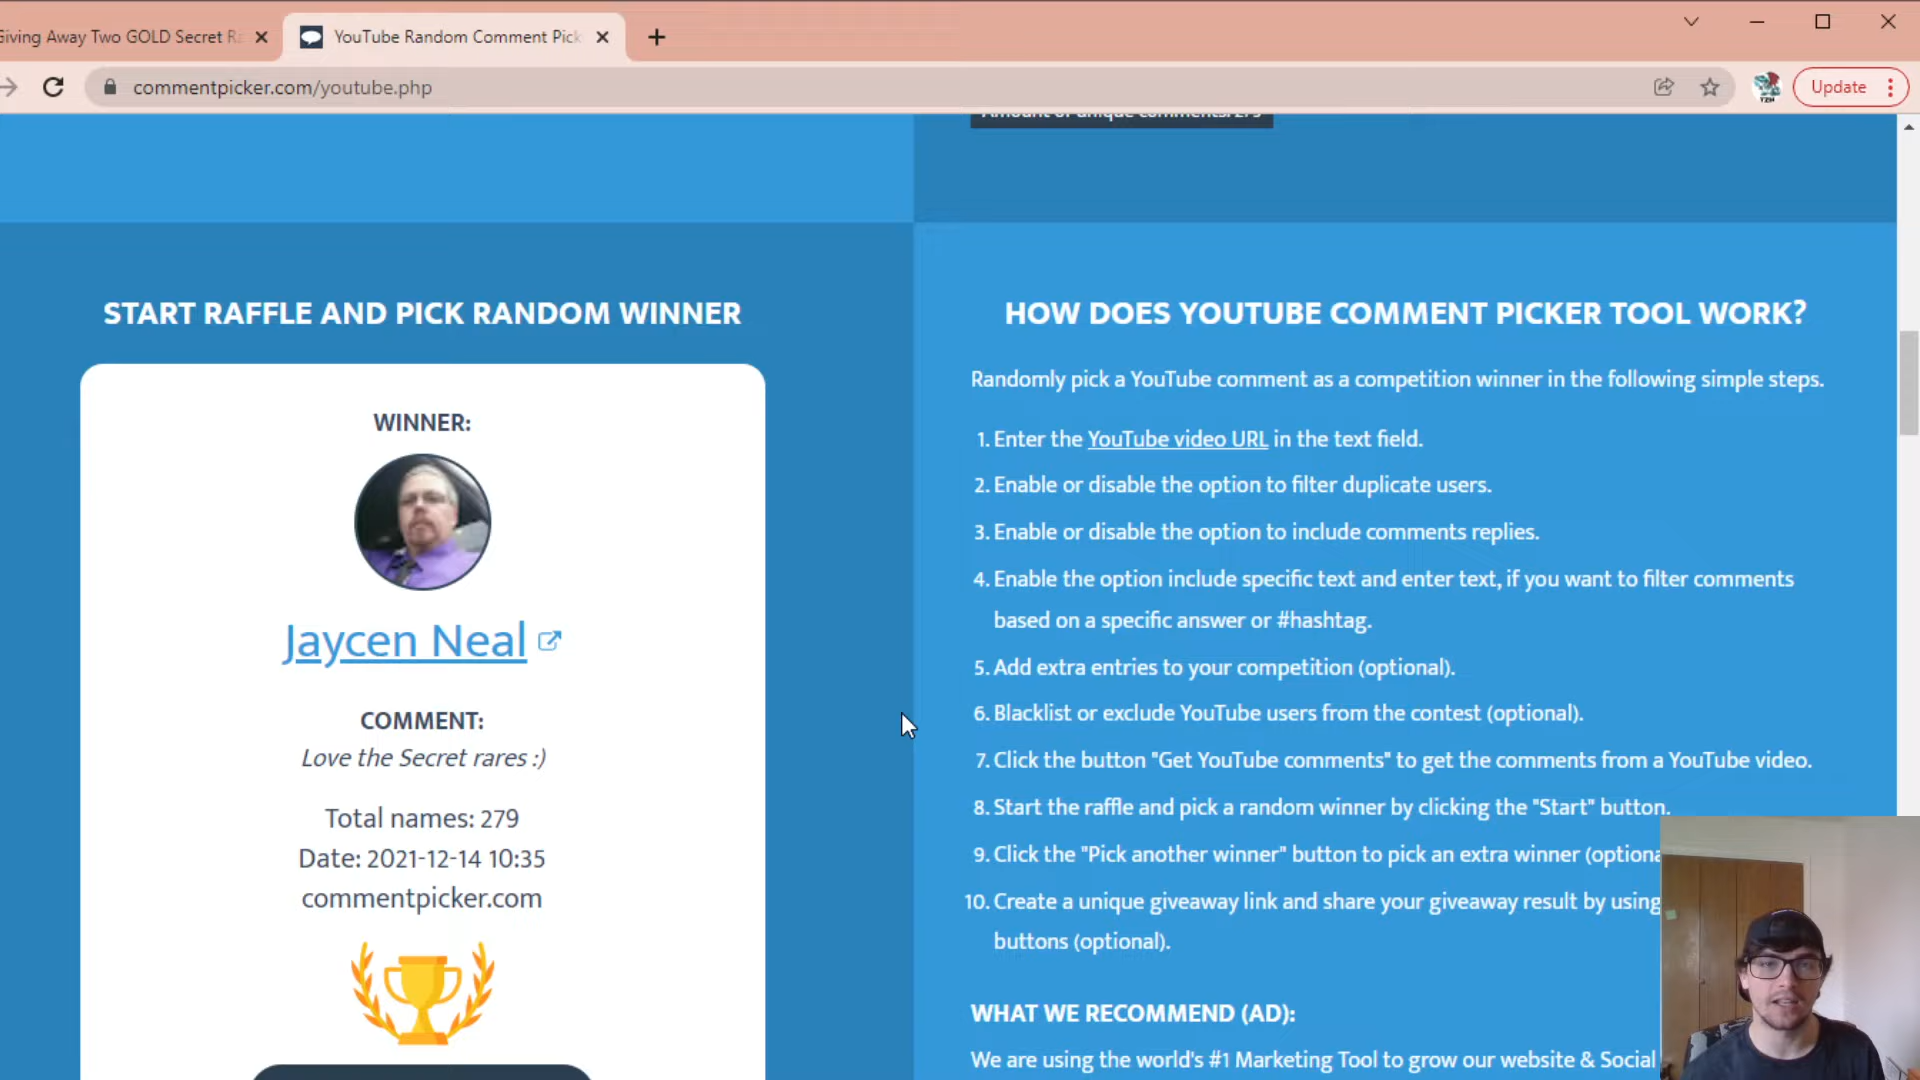 Giving Away Two GOLD Secret R
YouTube Random Comment Pick
commentpicker.com/youtube.php
Update
Amount of unique comments: 279
START RAFFLE AND PICK RANDOM WINNER
WINNER:
Jaycen Neal
COMMENT:
Love the Secret rares :)
Total names: 279
Date: 2021-12-14 10:35
commentpicker.com
HOW DOES YOUTUBE COMMENT PICKER TOOL WORK?
Randomly pick a YouTube comment as a competition winner in the following simple steps.
1. Enter the YouTube video URL in the text field.
2. Enable or disable the option to filter duplicate users.
3. Enable or disable the option to include comments replies.
4. Enable the option include specific text and enter text, if you want to filter comments
based on a specific answer or #hashtag.
5. Add extra entries to your competition (optional).
6. Blacklist or exclude YouTube users from the contest (optional).
7. Click the button "Get YouTube comments" to get the comments from a YouTube video.
8. Start the raffle and pick a random winner by clicking the "Start" button.
9. Click the "Pick another winner" button to pick an extra winner (optiona
10. Create a unique giveaway link and share your giveaway result by using
buttons (optional).
WHAT WE RECOMMEND (AD):
We are using the world's #1 Marketing Tool to grow our website & Social